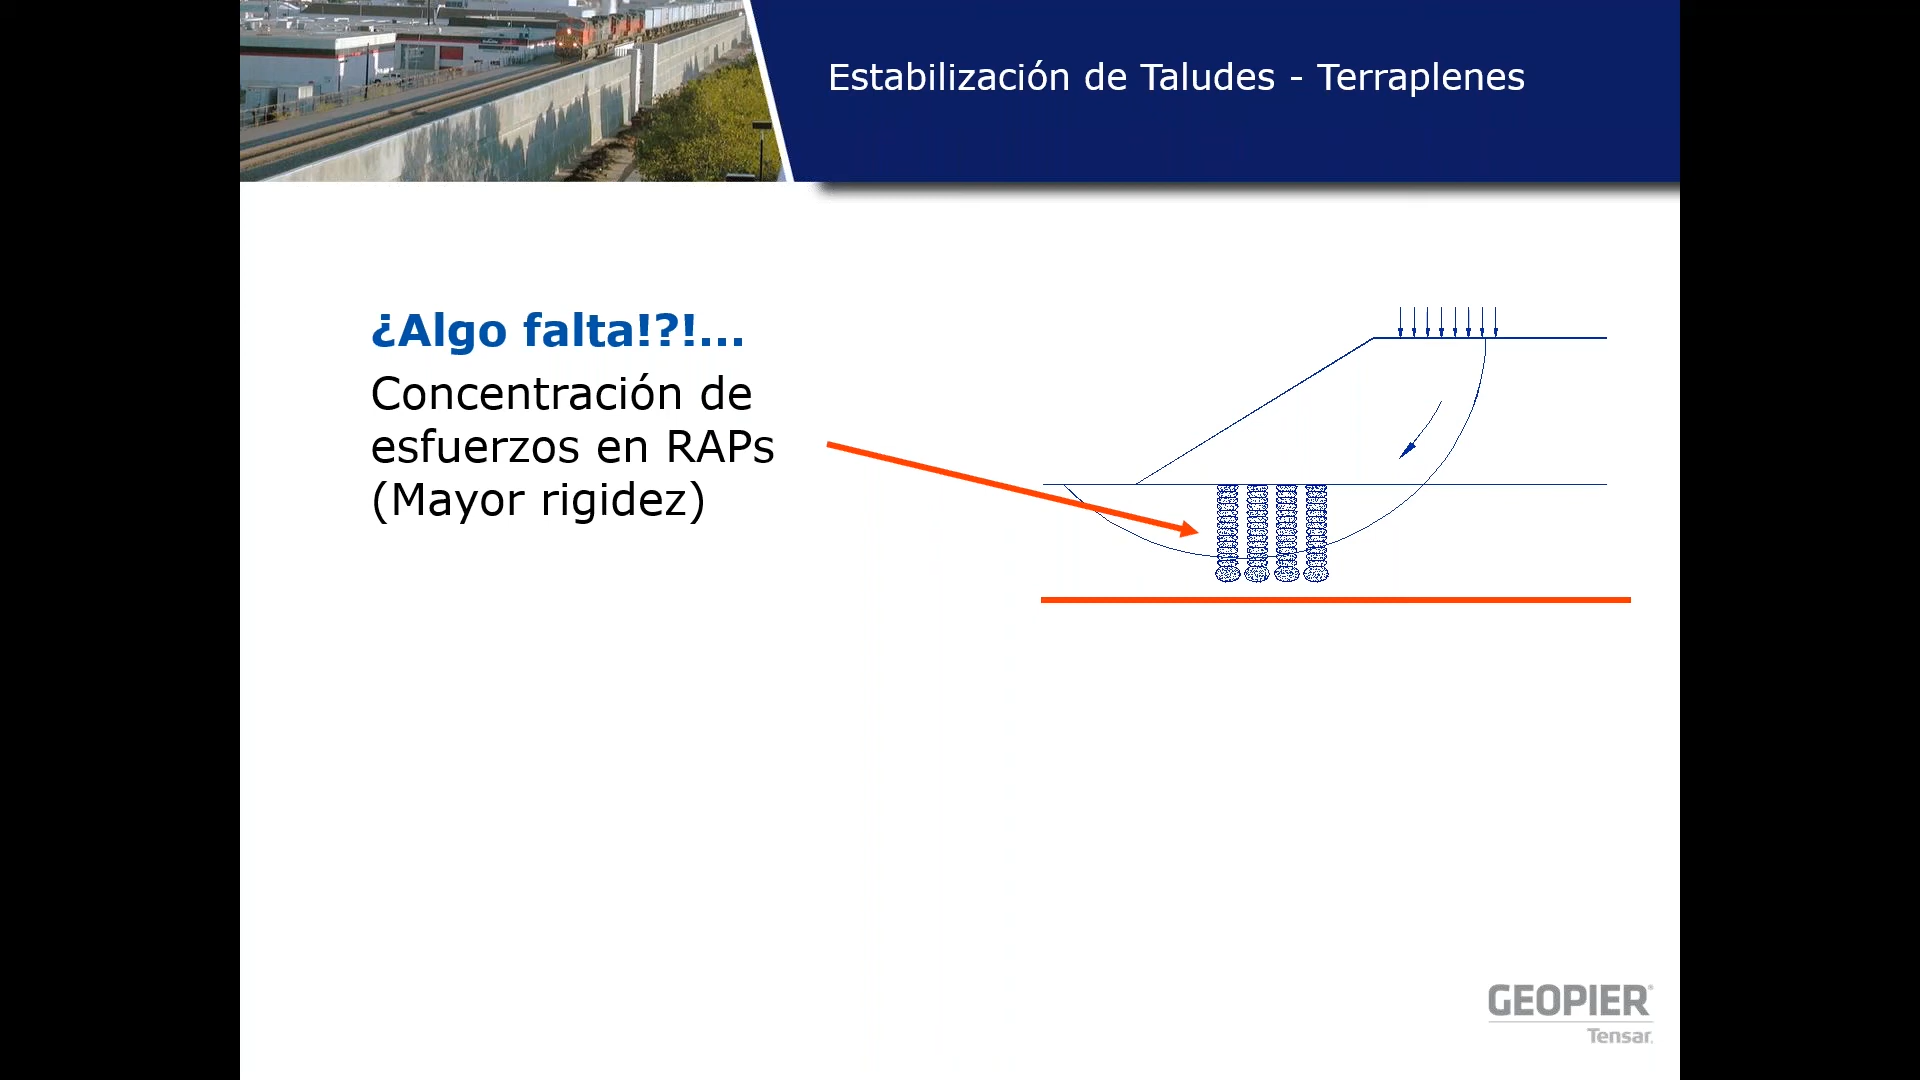 Estabilización de Taludes - Terraplenes
¿Algo falta!?!...
Concentración de
esfuerzos en RAPs
(Mayor rigidez)
GEOPIER®
Tensar.